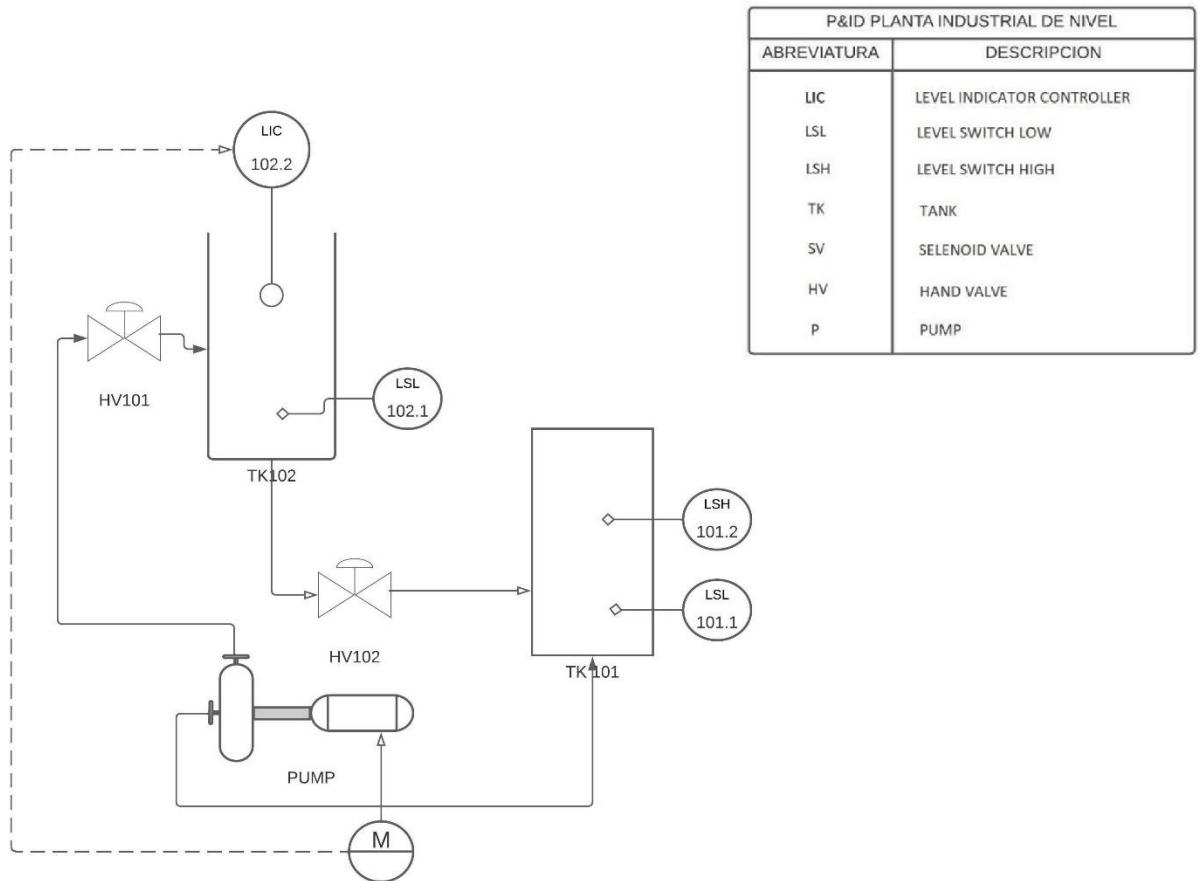 P&ID PLANTA INDUSTRIAL DE NIVEL
ABREVIATURA DESCRIPCION
LIC LEVEL INDICATOR CONTROLLER
LSL LEVEL SWITCH LOW
LSH LEVEL SWITCH HIGH
TK TANK
SV SELENOID VALVE
HV HAND VALVE
P PUMP
LIC
102.2
HV101
LSL
102.1
TK102
LSH
101.2
LSL
101.1
HV102
TK 101
PUMP
M